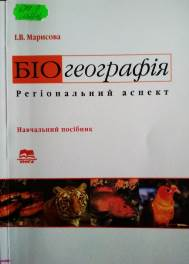 І.В. Марисова
БІОгеографія
Регіональний аспект
Навчальний посібник